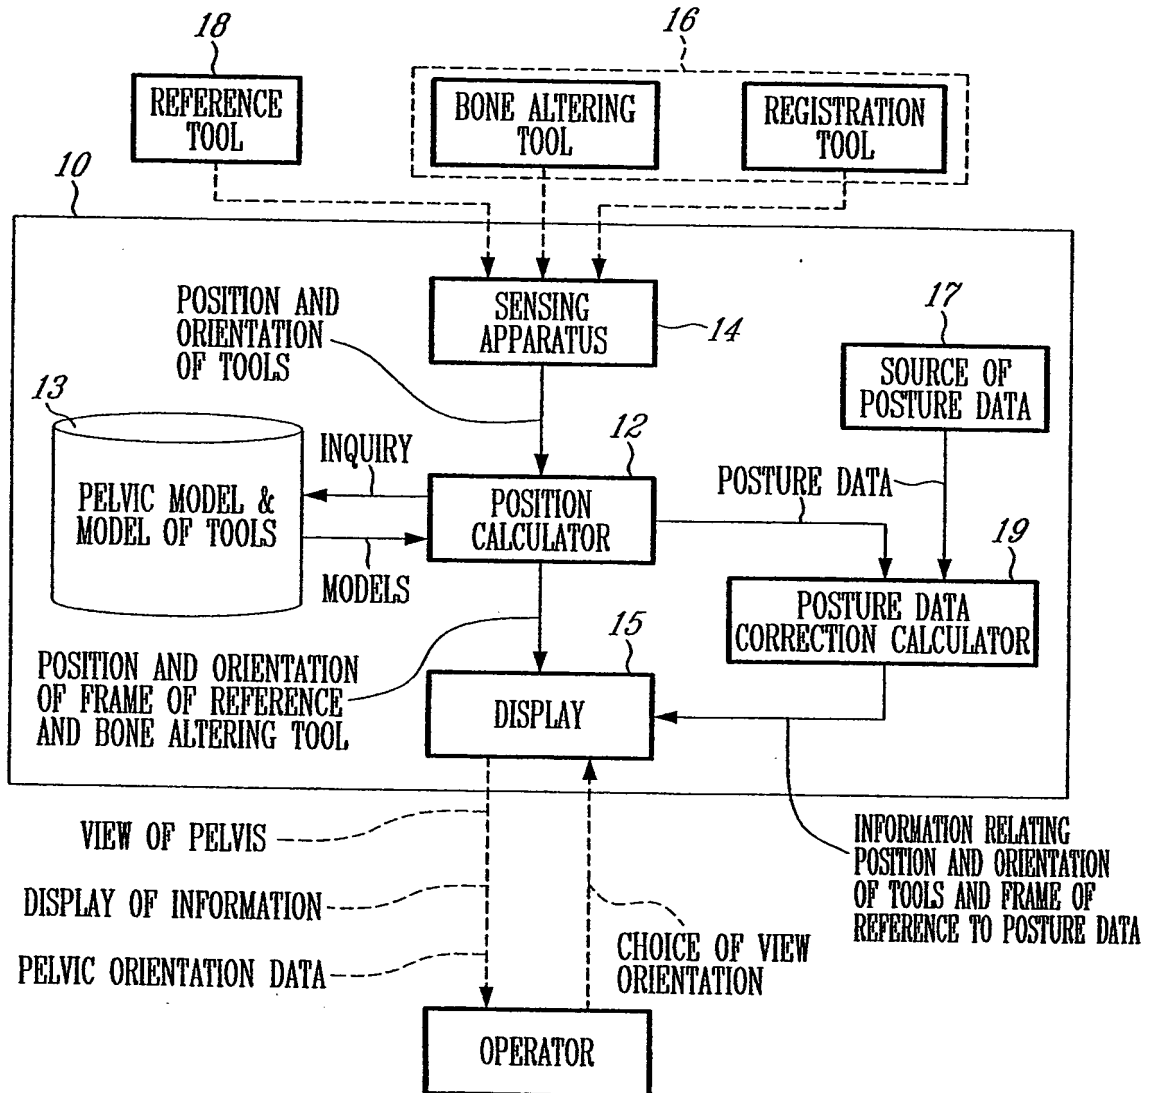 18
16
REFERENCE
TOOL
BONE ALTERING
TOOL
REGISTRATION
TOOL
10
POSITION AND
ORIENTATION
OF TOOLS
SENSING
APPARATUS
14
17
SOURCE OF
POSTURE DATA
13
PELVIC MODEL &
MODEL OF TOOLS
INQUIRY
MODELS
12
POSITION
CALCULATOR
POSTURE DATA
19
POSTURE DATA
CORRECTION CALCULATOR
POSITION AND ORIENTATION
OF FRAME OF REFERENCE
AND BONE ALTERING TOOL
15
DISPLAY
VIEW OF PELVIS
DISPLAY OF INFORMATION
PELVIC ORIENTATION DATA
CHOICE OF VIEW
ORIENTATION
INFORMATION RELATING
POSITION AND ORIENTATION
OF TOOLS AND FRAME OF
REFERENCE TO POSTURE DATA
OPERATOR